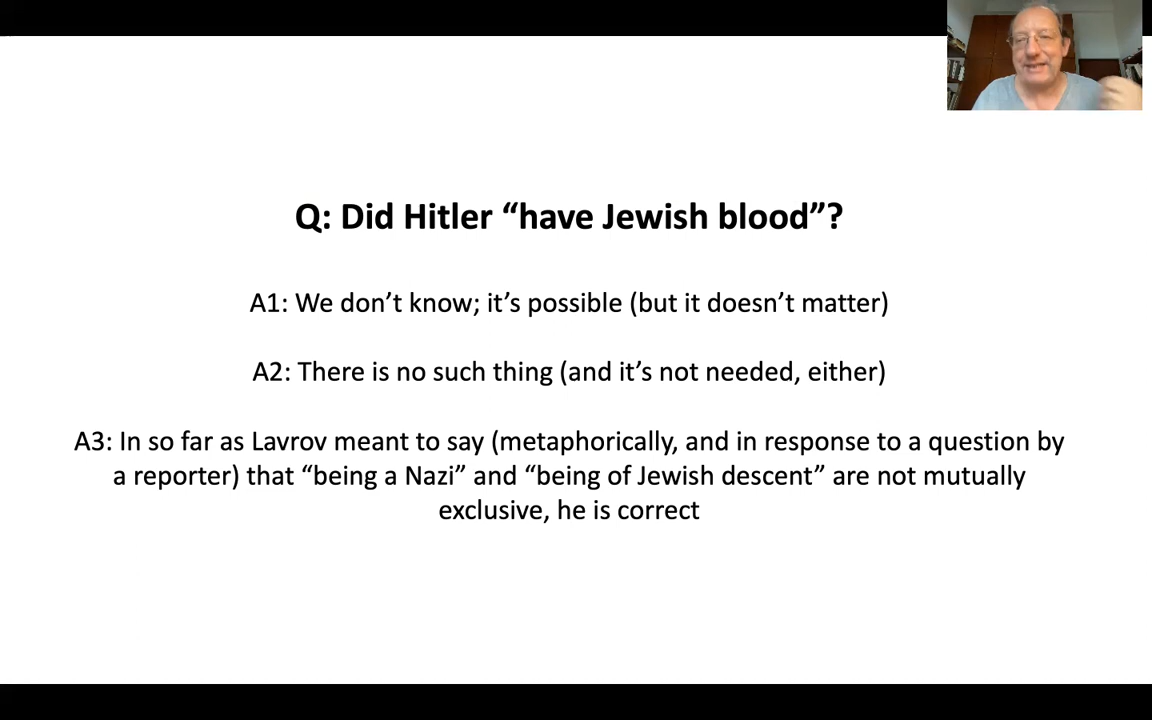 Q: Did Hitler “have Jewish blood”?
A1: We don’t know; it’s possible (but it doesn’t matter)
A2: There is no such thing (and it’s not needed, either)
A3: In so far as Lavrov meant to say (metaphorically, and in response to a question by
a reporter) that “being a Nazi” and “being of Jewish descent” are not mutually
exclusive, he is correct